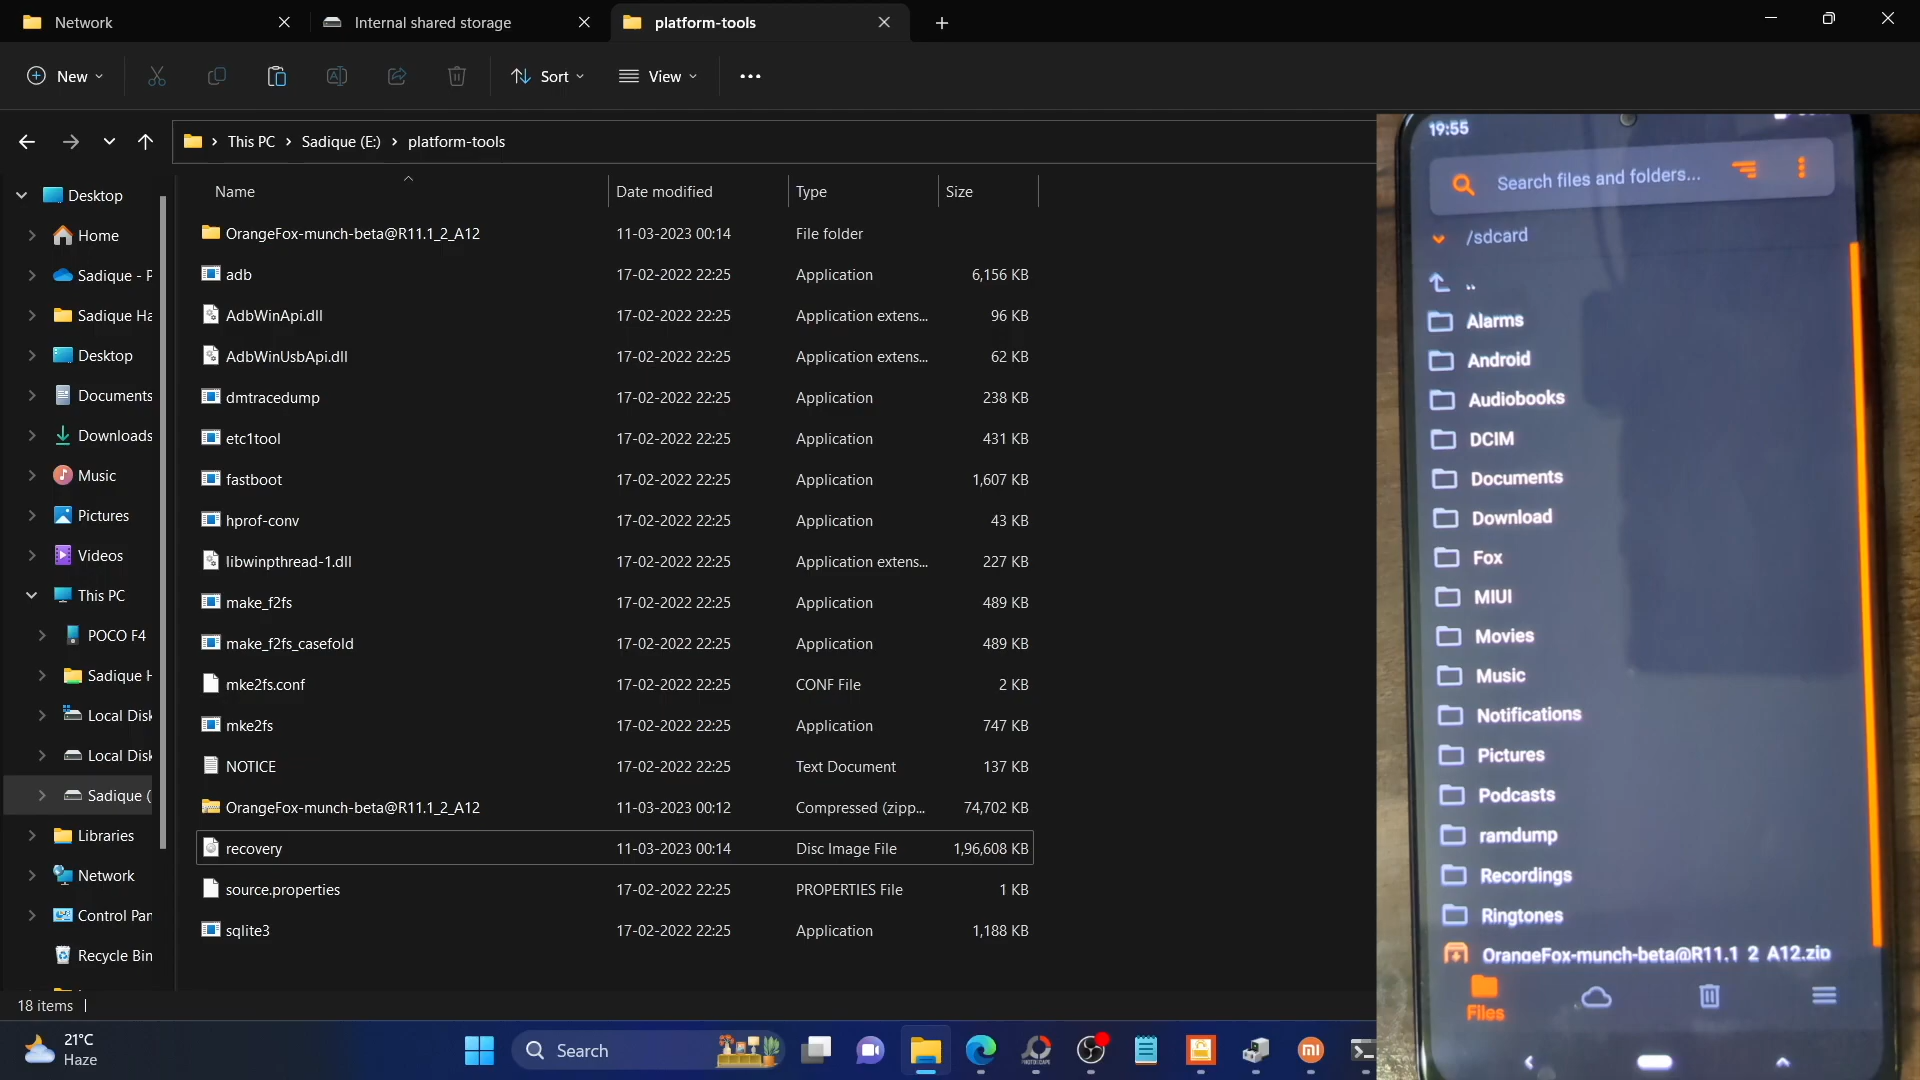 Network
Internal shared storage
platform-tools
New
Sort
View
This PC
Sadique (E:)
platform-tools
Name
Date modified
Type
Size
OrangeFox-munch-beta@R11.1_2_A12 11-03-2023 00:14 File folder
adb 17-02-2022 22:25 Application 6,156 KB
AdbWinApi.dll 17-02-2022 22:25 Application extens... 96 KB
AdbWinUsbApi.dll 17-02-2022 22:25 Application extens... 62 KB
dmtracedump 17-02-2022 22:25 Application 238 KB
etc1tool 17-02-2022 22:25 Application 431 KB
fastboot 17-02-2022 22:25 Application 1,607 KB
hprof-conv 17-02-2022 22:25 Application 43 KB
libwinpthread-1.dll 17-02-2022 22:25 Application extens... 227 KB
make_f2fs 17-02-2022 22:25 Application 489 KB
make_f2fs_casefold 17-02-2022 22:25 Application 489 KB
mke2fs.conf 17-02-2022 22:25 CONF File 2 KB
mke2fs 17-02-2022 22:25 Application 747 KB
NOTICE 17-02-2022 22:25 Text Document 137 KB
OrangeFox-munch-beta@R11.1_2_A12 11-03-2023 00:12 Compressed (zipp... 74,702 KB
recovery 11-03-2023 00:14 Disc Image File 1,96,608 KB
source.properties 17-02-2022 22:25 PROPERTIES File 1 KB
sqlite3 17-02-2022 22:25 Application 1,188 KB
Desktop
Home
Sadique - P
Sadique Ha
Desktop
Documents
Downloads
Music
Pictures
Videos
This PC
POCO F4
Sadique H
Local Disk
Local Disk
Sadique (
Libraries
Network
Control Pan
Recycle Bin
18 items
21°C
Haze
Search
19:55
Search files and folders...
/sdcard
..
Alarms
Android
Audiobooks
DCIM
Documents
Download
Fox
MIUI
Movies
Music
Notifications
Pictures
Podcasts
ramdump
Recordings
Ringtones
OrangeFox-munch-beta@R11.1_2_A12.zip
Files